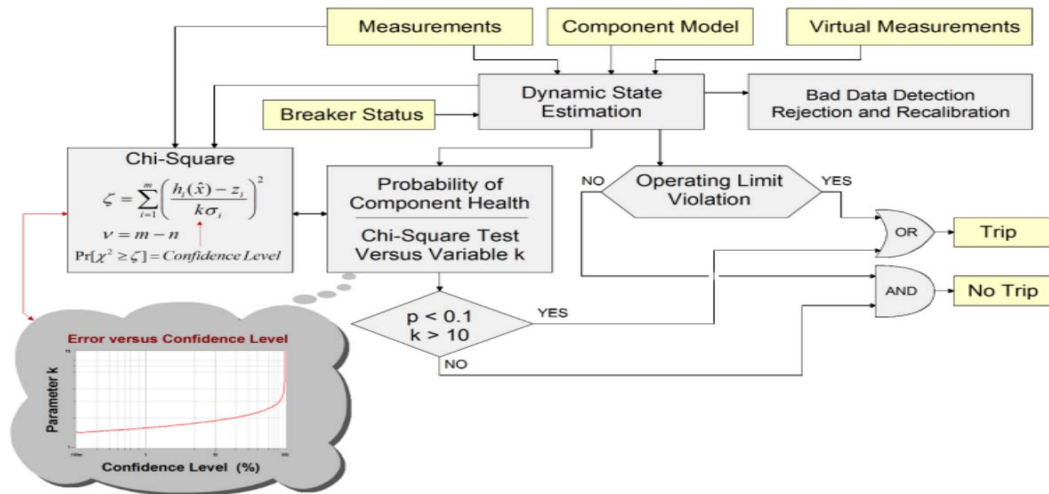 Measurements
Component Model
Virtual Measurements
Dynamic State
Estimation
Bad Data Detection
Rejection and Recalibration
Breaker Status
Chi-Square
ζ = ∑_{i=1}^{m} ( (h_i(x̂) − z_i) / (kσ_i) )^2
ν = m − n
Pr[χ² ≥ ζ] = Confidence Level
Probability of
Component Health
Chi-Square Test
Versus Variable k
NO
Operating Limit
Violation
YES
OR
Trip
AND
No Trip
p < 0.1
k > 10
YES
NO
Error versus Confidence Level
Parameter k
1
10
Confidence Level (%)